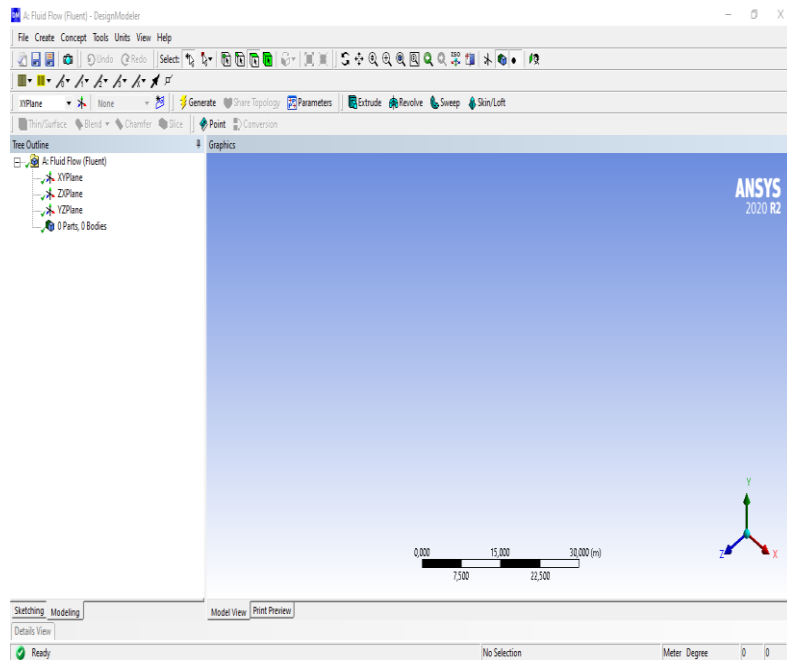 DM A: Fluid Flow (Fluent) - DesignModeler
File Create Concept Tools Units View Help
Undo Redo Select: ISO
XYPlane None Generate Share Topology Parameters Extrude Revolve Sweep Skin/Loft
Thin/Surface Blend Chamfer Slice Point Conversion
Tree Outline Graphics
A: Fluid Flow (Fluent)
XYPlane
ZXPlane
YZPlane
0 Parts, 0 Bodies
ANSYS
2020 R2
Y
Z X
0,000 15,000 30,000 (m)
7,500 22,500
Sketching Modeling Model View Print Preview
Details View
Ready No Selection Meter Degree 0 0